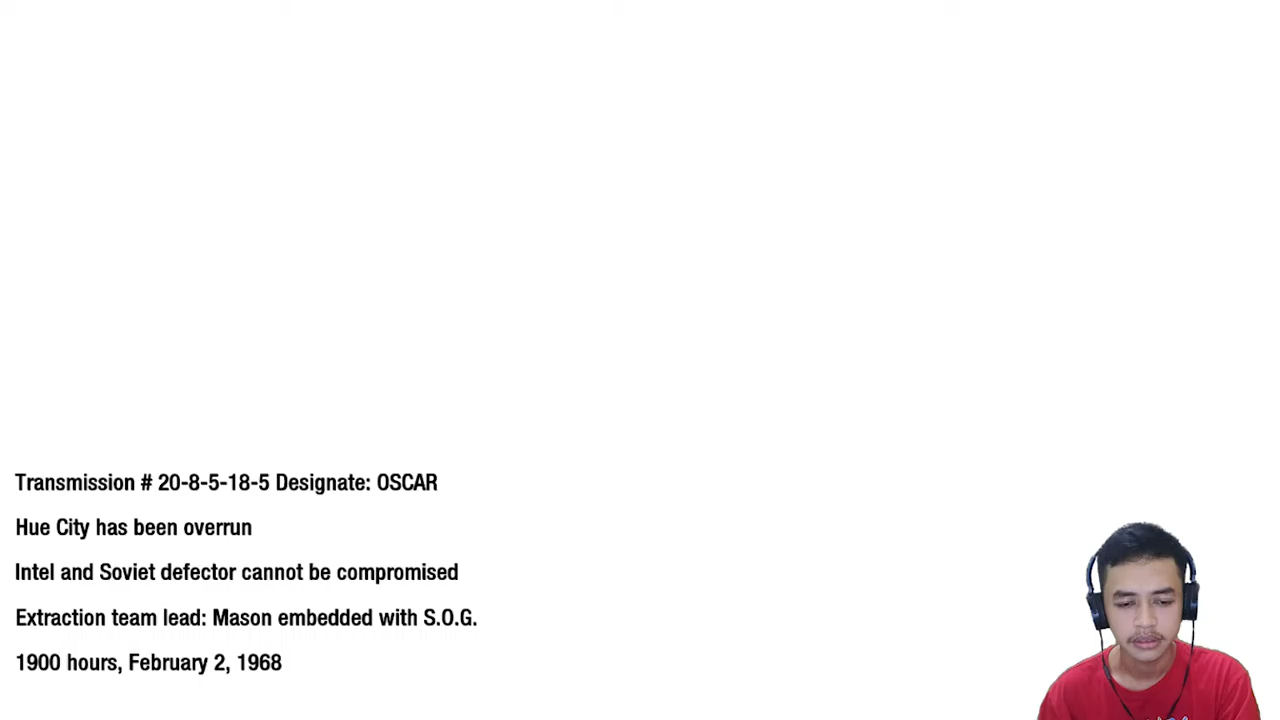 Transmission # 20-8-5-18-5 Designate: OSCAR
Hue City has been overrun
Intel and Soviet defector cannot be compromised
Extraction team lead: Mason embedded with S.O.G.
1900 hours, February 2, 1968